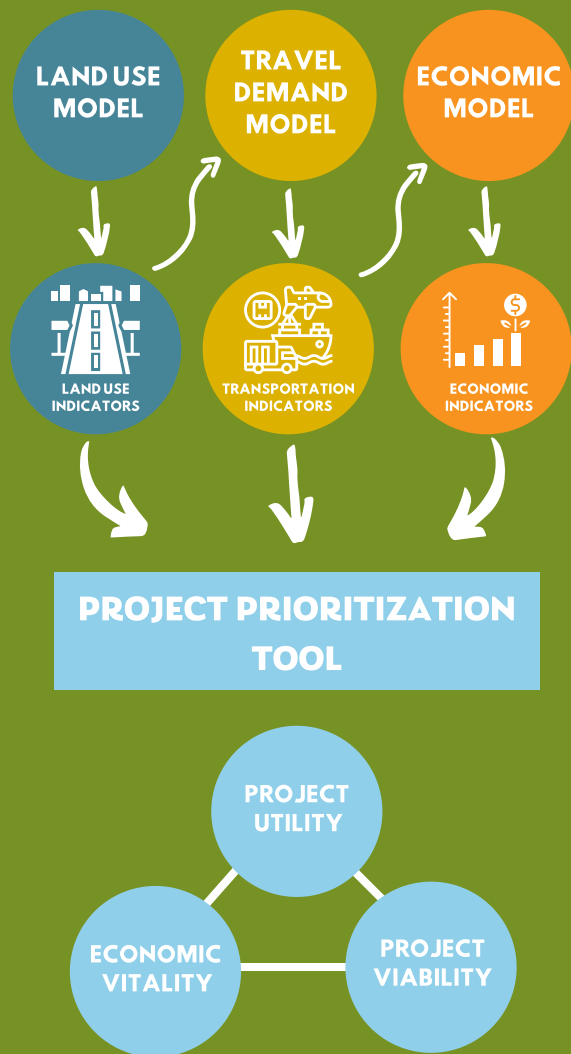 LAND USE
MODEL
TRAVEL
DEMAND
MODEL
ECONOMIC
MODEL
LAND USE
INDICATORS
TRANSPORTATION
INDICATORS
$
ECONOMIC
INDICATORS
PROJECT PRIORITIZATION
TOOL
PROJECT
UTILITY
ECONOMIC
VITALITY
PROJECT
VIABILITY